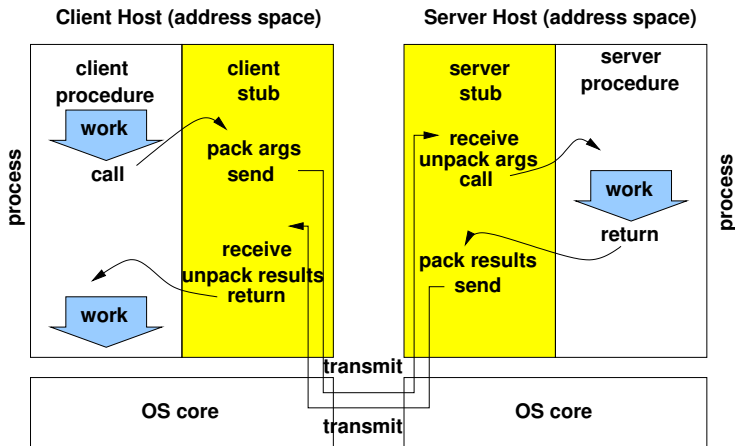 Client Host (address space)
process
client
procedure
work
call
work
client
stub
pack args
send
receive
unpack results
return
Server Host (address space)
server
stub
receive
unpack args
call
pack results
send
server
procedure
work
return
process
transmit
transmit
OS core
OS core